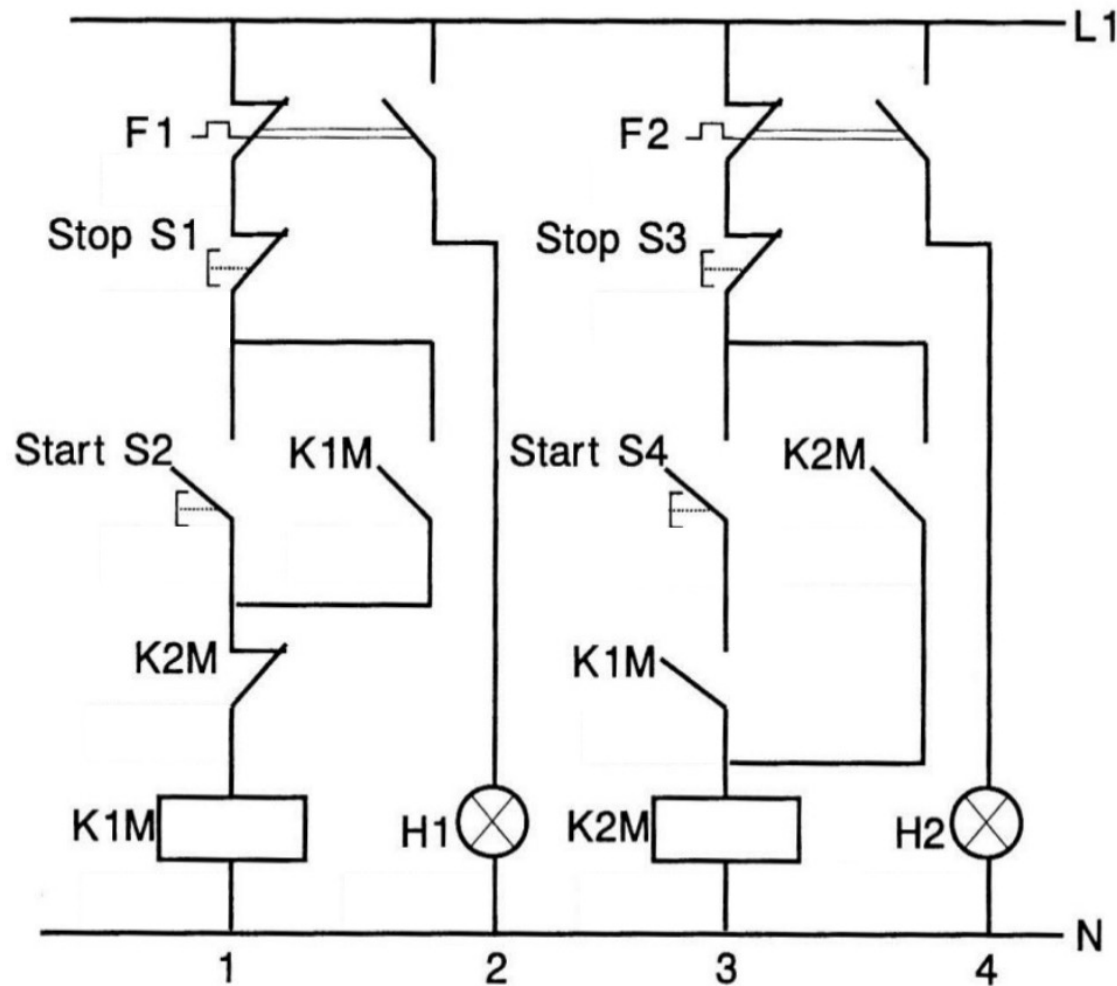 L1
F1
F2
Stop S1
Stop S3
Start S2
K1M
Start S4
K2M
K2M
K1M
K1M
H1
K2M
H2
N
1
2
3
4